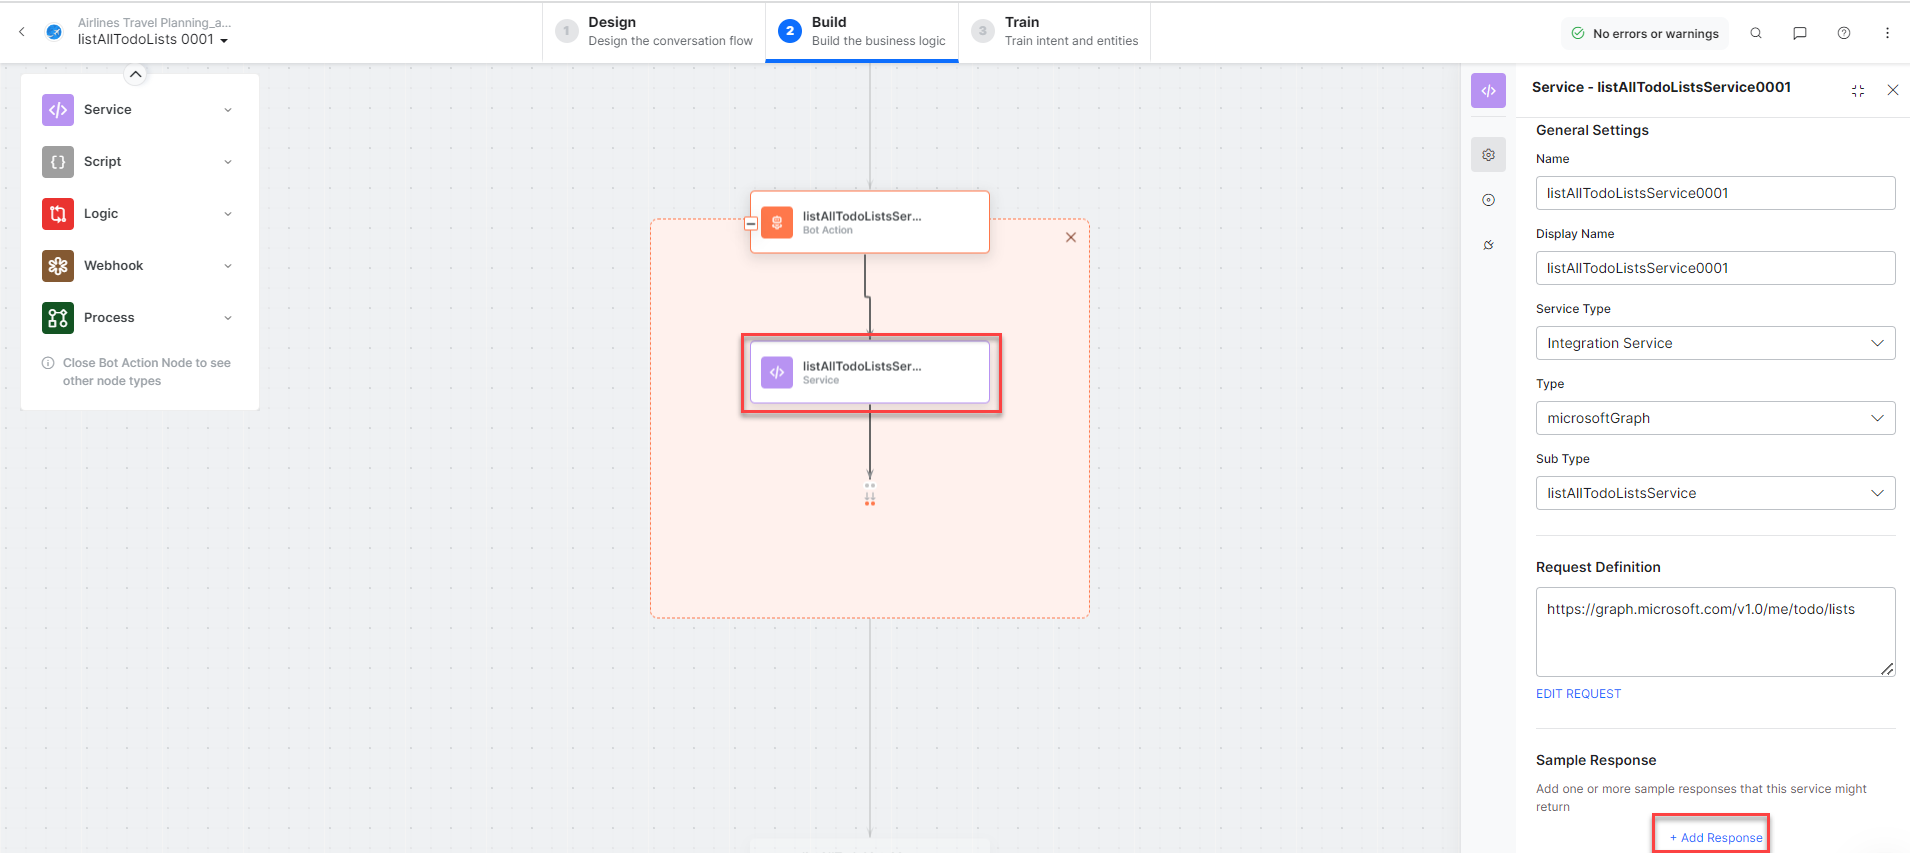 Airlines Travel Planning_a...
listAllTodoLists 0001
1
Design
Design the conversation flow
2
Build
Build the business logic
3
Train
Train intent and entities
No errors or warnings
Service
Script
Logic
Webhook
Process
Close Bot Action Node to see
other node types
listAllTodoListsSer...
Bot Action
listAllTodoListsSer...
Service
Service - listAllTodoListsService0001
General Settings
Name
listAllTodoListsService0001
Display Name
listAllTodoListsService0001
Service Type
Integration Service
Type
microsoftGraph
Sub Type
listAllTodoListsService
Request Definition
https://graph.microsoft.com/v1.0/me/todo/lists
EDIT REQUEST
Sample Response
Add one or more sample responses that this service might
return
+ Add Response